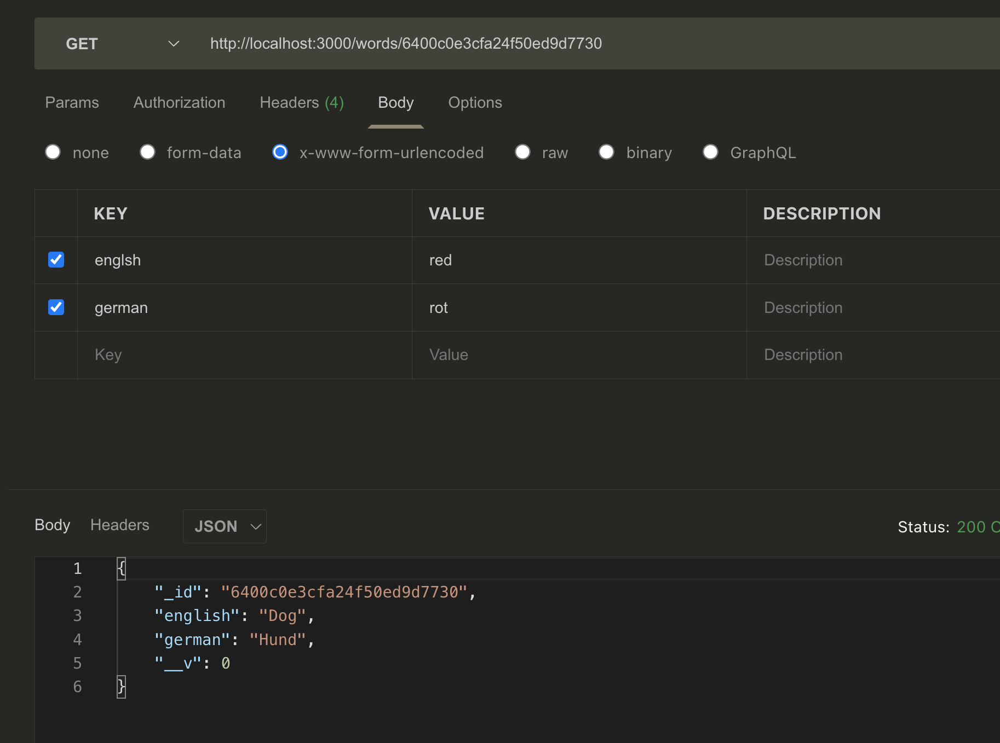 GET http://localhost:3000/words/6400c0e3cfa24f50ed9d7730
Params Authorization Headers (4) Body Options
none form-data x-www-form-urlencoded raw binary GraphQL
KEY VALUE DESCRIPTION
englsh red Description
german rot Description
Key Value Description
Body Headers JSON Status: 200
1 {
2 "_id": "6400c0e3cfa24f50ed9d7730",
3 "english": "Dog",
4 "german": "Hund",
5 "__v": 0
6 }